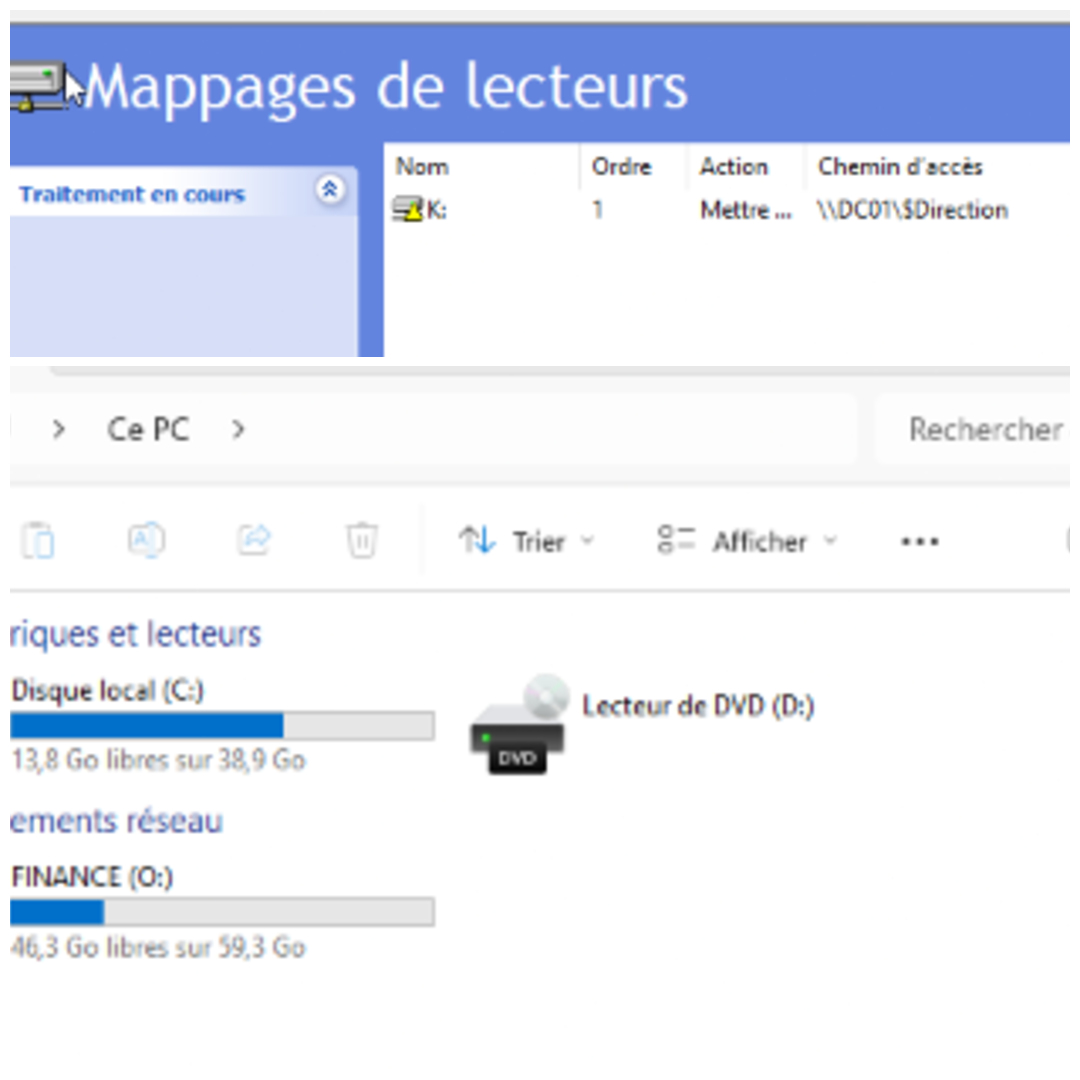 Mappages de lecteurs
Nom Ordre Action Chemin d'accès
Traitement en cours
K: 1 Mettre ... \\DC01\$Direction
> Ce PC > Rechercher
Trier Afficher ...
riques et lecteurs
Disque local (C:)
Lecteur de DVD (D:)
DVD
13,8 Go libres sur 38,9 Go
ements réseau
FINANCE (O:)
46,3 Go libres sur 59,3 Go